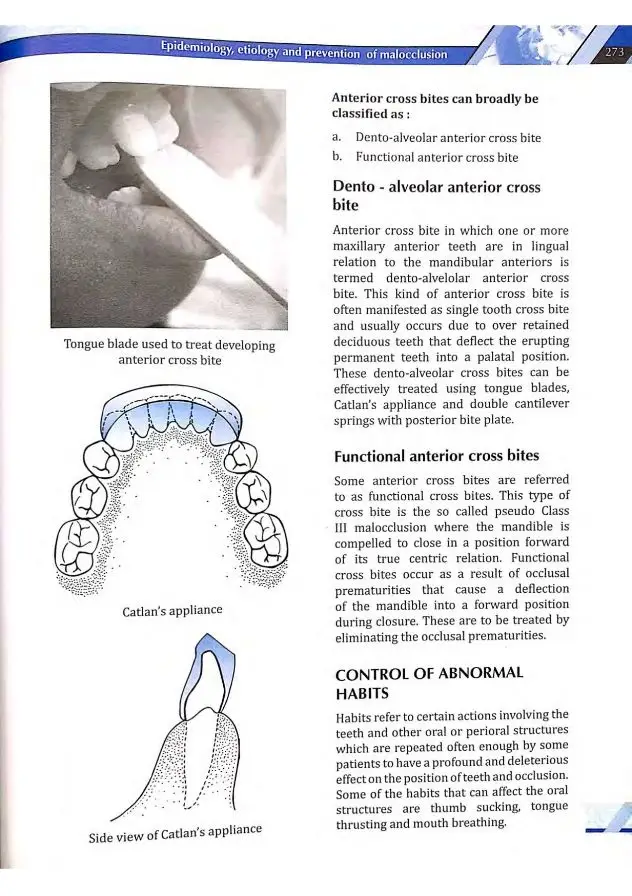 Epidemiology, etiology and prevention of malocclusion
273
Tongue blade used to treat developing
anterior cross bite
Catlan's appliance
Side view of Catlan's appliance
Anterior cross bites can broadly be
classified as :
a. Dento-alveolar anterior cross bite
b. Functional anterior cross bite
Dento - alveolar anterior cross
bite
Anterior cross bite in which one or more
maxillary anterior teeth are in lingual
relation to the mandibular anteriors is
termed dento-alvelolar anterior cross
bite. This kind of anterior cross bite is
often manifested as single tooth cross bite
and usually occurs due to over retained
deciduous teeth that deflect the erupting
permanent teeth into a palatal position.
These dento-alveolar cross bites can be
effectively treated using tongue blades,
Catlan's appliance and double cantilever
springs with posterior bite plate.
Functional anterior cross bites
Some anterior cross bites are referred
to as functional cross bites. This type of
cross bite is the so called pseudo Class
III malocclusion where the mandible is
compelled to close in a position forward
of its true centric relation. Functional
cross bites occur as a result of occlusal
prematurities that cause a deflection
of the mandible into a forward position
during closure. These are to be treated by
eliminating the occlusal prematurities.
CONTROL OF ABNORMAL
HABITS
Habits refer to certain actions involving the
teeth and other oral or perioral structures
which are repeated often enough by some
patients to have a profound and deleterious
effect on the position of teeth and occlusion.
Some of the habits that can affect the oral
structures are thumb sucking, tongue
thrusting and mouth breathing.